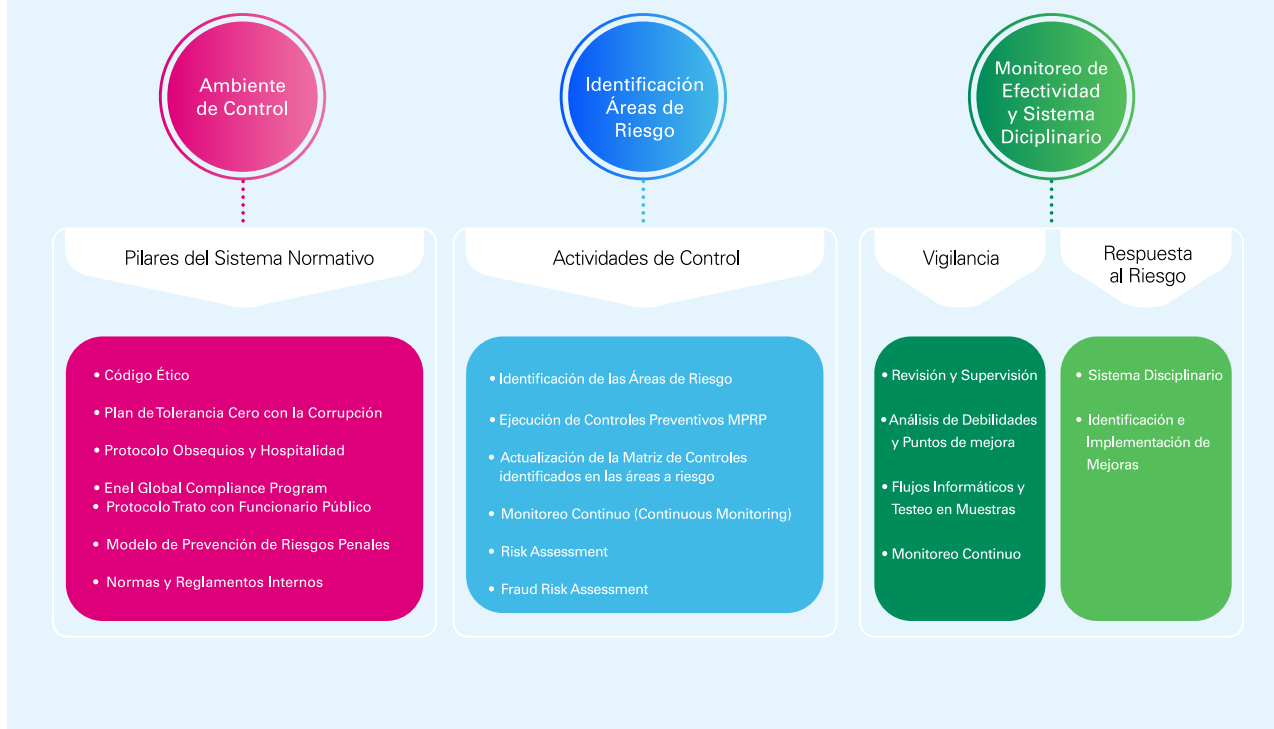 Ambiente
de Control
Identificación
Áreas de
Riesgo
Monitoreo de
Efectividad
y Sistema
Diciplinario
Pilares del Sistema Normativo
• Código Ético
• Plan de Tolerancia Cero con la Corrupción
• Protocolo Obsequios y Hospitalidad
• Enel Global Compliance Program
• Protocolo Trato con Funcionario Público
• Modelo de Prevención de Riesgos Penales
• Normas y Reglamentos Internos
Actividades de Control
• Identificación de las Áreas de Riesgo
• Ejecución de Controles Preventivos MPRP
• Actualización de la Matriz de Controles
identificados en las áreas a riesgo
• Monitoreo Continuo (Continuous Monitoring)
• Risk Assessment
• Fraud Risk Assessment
Vigilancia
• Revisión y Supervisión
• Análisis de Debilidades
y Puntos de mejora
• Flujos Informáticos y
Testeo en Muestras
• Monitoreo Continuo
Respuesta
al Riesgo
• Sistema Disciplinario
• Identificación e
Implementación de
Mejoras